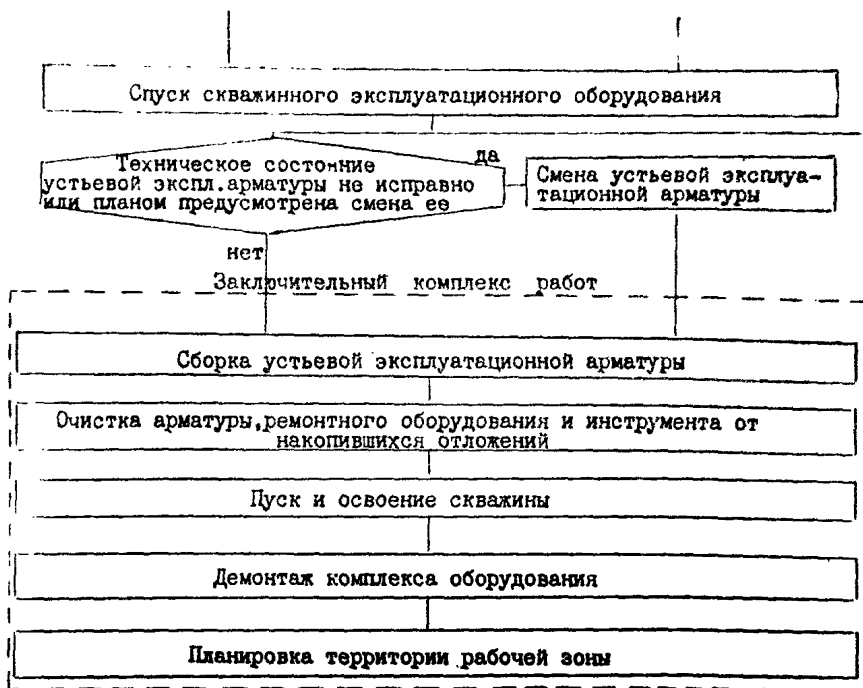 Спуск скважинного эксплуатационного оборудования
Техническое состояние
устьевой экспл.арматуры не исправно
или планом предусмотрена смена ее
да
Смена устьевой эксплуа-
тационной арматуры
нет
Заключительный комплекс работ
Сборка устьевой эксплуатационной арматуры
Очистка арматуры,ремонтного оборудования и инструмента от
накопившихся отложений
Пуск и освоение скважины
Демонтаж комплекса оборудования
Планировка территории рабочей зоны